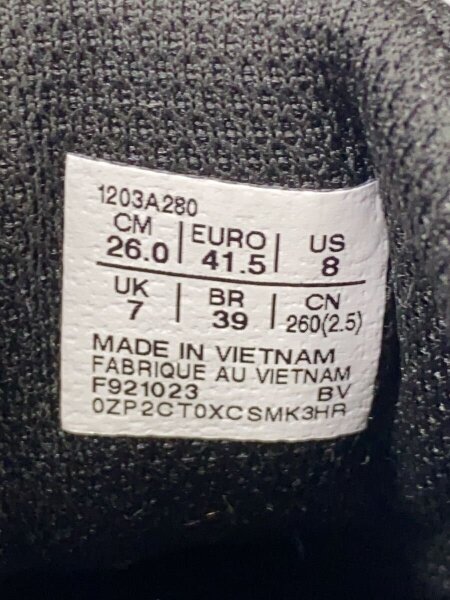 1203A280
CM 26.0 | EURO 41.5 | US 8
UK 7 | BR 39 | CN 260(2.5)
MADE IN VIETNAM
FABRIQUE AU VIETNAM
F921023 BV
0ZP2CT0XCSMK3HR